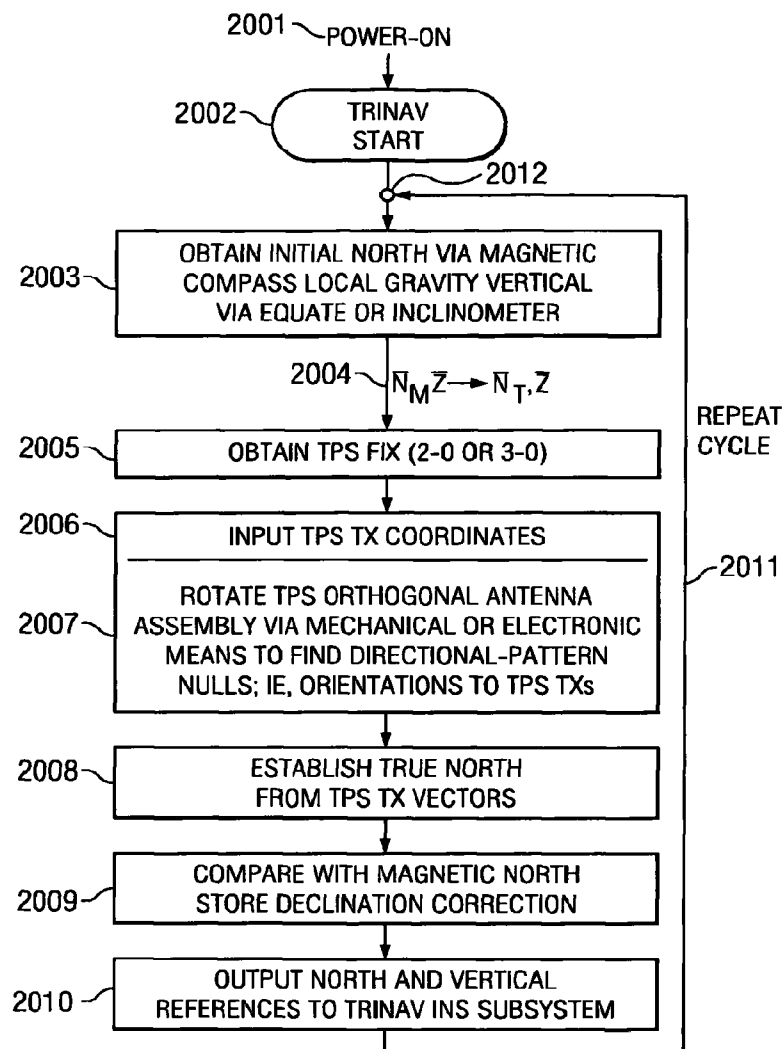 2001
POWER-ON
2002
TRINAV
START
2012
2003
OBTAIN INITIAL NORTH VIA MAGNETIC
COMPASS LOCAL GRAVITY VERTICAL
VIA EQUATE OR INCLINOMETER
2004
N̅M Z̅ → N̅T, Z̅
REPEAT
CYCLE
2005
OBTAIN TPS FIX (2-0 OR 3-0)
2006
INPUT TPS TX COORDINATES
2011
2007
ROTATE TPS ORTHOGONAL ANTENNA
ASSEMBLY VIA MECHANICAL OR ELECTRONIC
MEANS TO FIND DIRECTIONAL-PATTERN
NULLS; IE, ORIENTATIONS TO TPS TXs
2008
ESTABLISH TRUE NORTH
FROM TPS TX VECTORS
2009
COMPARE WITH MAGNETIC NORTH
STORE DECLINATION CORRECTION
2010
OUTPUT NORTH AND VERTICAL
REFERENCES TO TRINAV INS SUBSYSTEM